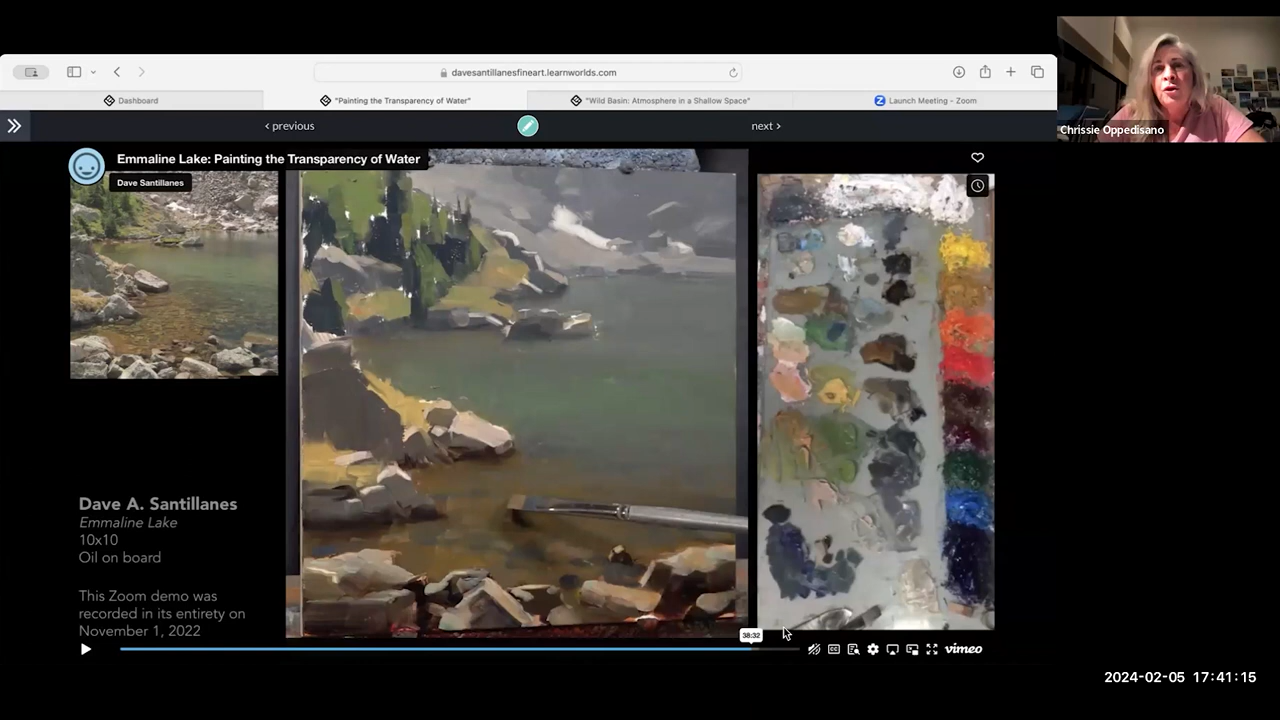 davesantillanesfineart.learnworlds.com
Dashboard
"Painting the Transparency of Water"
"Wild Basin: Atmosphere in a Shallow Space"
Launch Meeting - Zoom
previous
next
Chrissie Oppedisano
Emmaline Lake: Painting the Transparency of Water
Dave Santillanes
Dave A. Santillanes
Emmaline Lake
10x10
Oil on board
This Zoom demo was
recorded in its entirety on
November 1, 2022
38:32
vimeo
2024-02-05 17:41:15